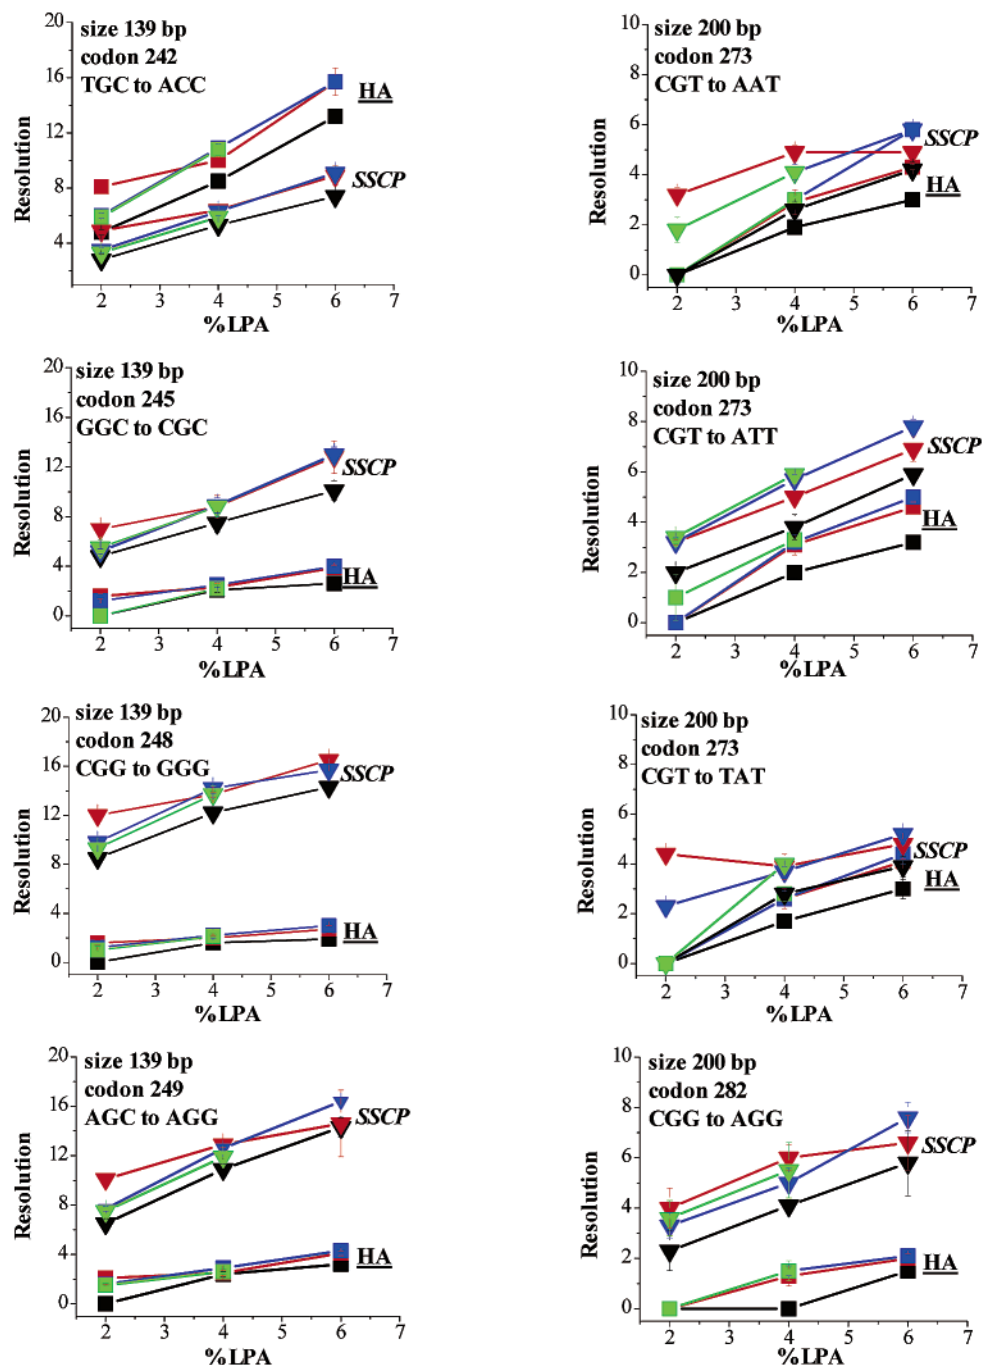 size 139 bp
codon 242
TGC to ACC
HA
SSCP
Resolution
20
16
12
8
4
2 3 4 5 6 7
%LPA
size 200 bp
codon 273
CGT to AAT
SSCP
HA
Resolution
10
8
6
4
2
0
2 3 4 5 6 7
%LPA
size 139 bp
codon 245
GGC to CGC
SSCP
HA
Resolution
20
16
12
8
4
0
2 3 4 5 6 7
%LPA
size 200 bp
codon 273
CGT to ATT
SSCP
HA
Resolution
10
8
6
4
2
0
2 3 4 5 6 7
%LPA
size 139 bp
codon 248
CGG to GGG
SSCP
HA
Resolution
20
16
12
8
4
0
2 3 4 5 6 7
%LPA
size 200 bp
codon 273
CGT to TAT
SSCP
HA
Resolution
10
8
6
4
2
0
2 3 4 5 6 7
%LPA
size 139 bp
codon 249
AGC to AGG
SSCP
HA
Resolution
20
16
12
8
4
0
2 3 4 5 6 7
%LPA
size 200 bp
codon 282
CGG to AGG
SSCP
HA
Resolution
10
8
6
4
2
0
2 3 4 5 6 7
%LPA